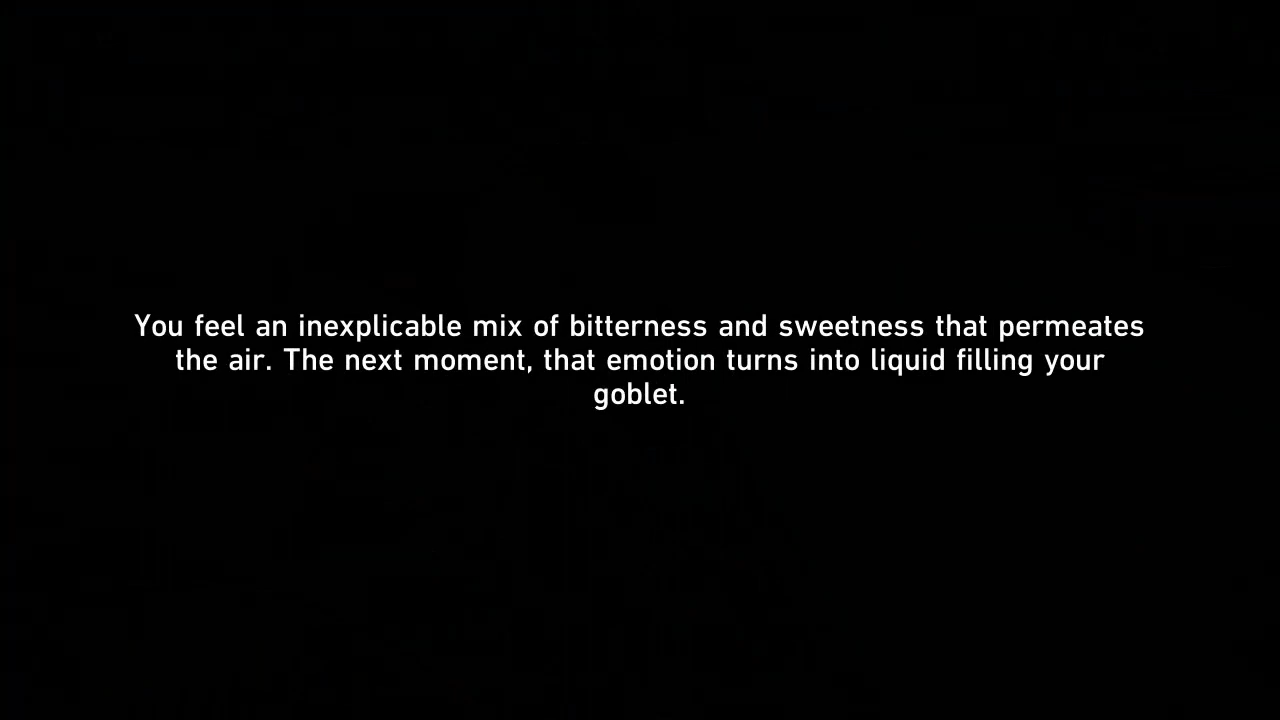 You feel an inexplicable mix of bitterness and sweetness that permeates
the air. The next moment, that emotion turns into liquid filling your
goblet.